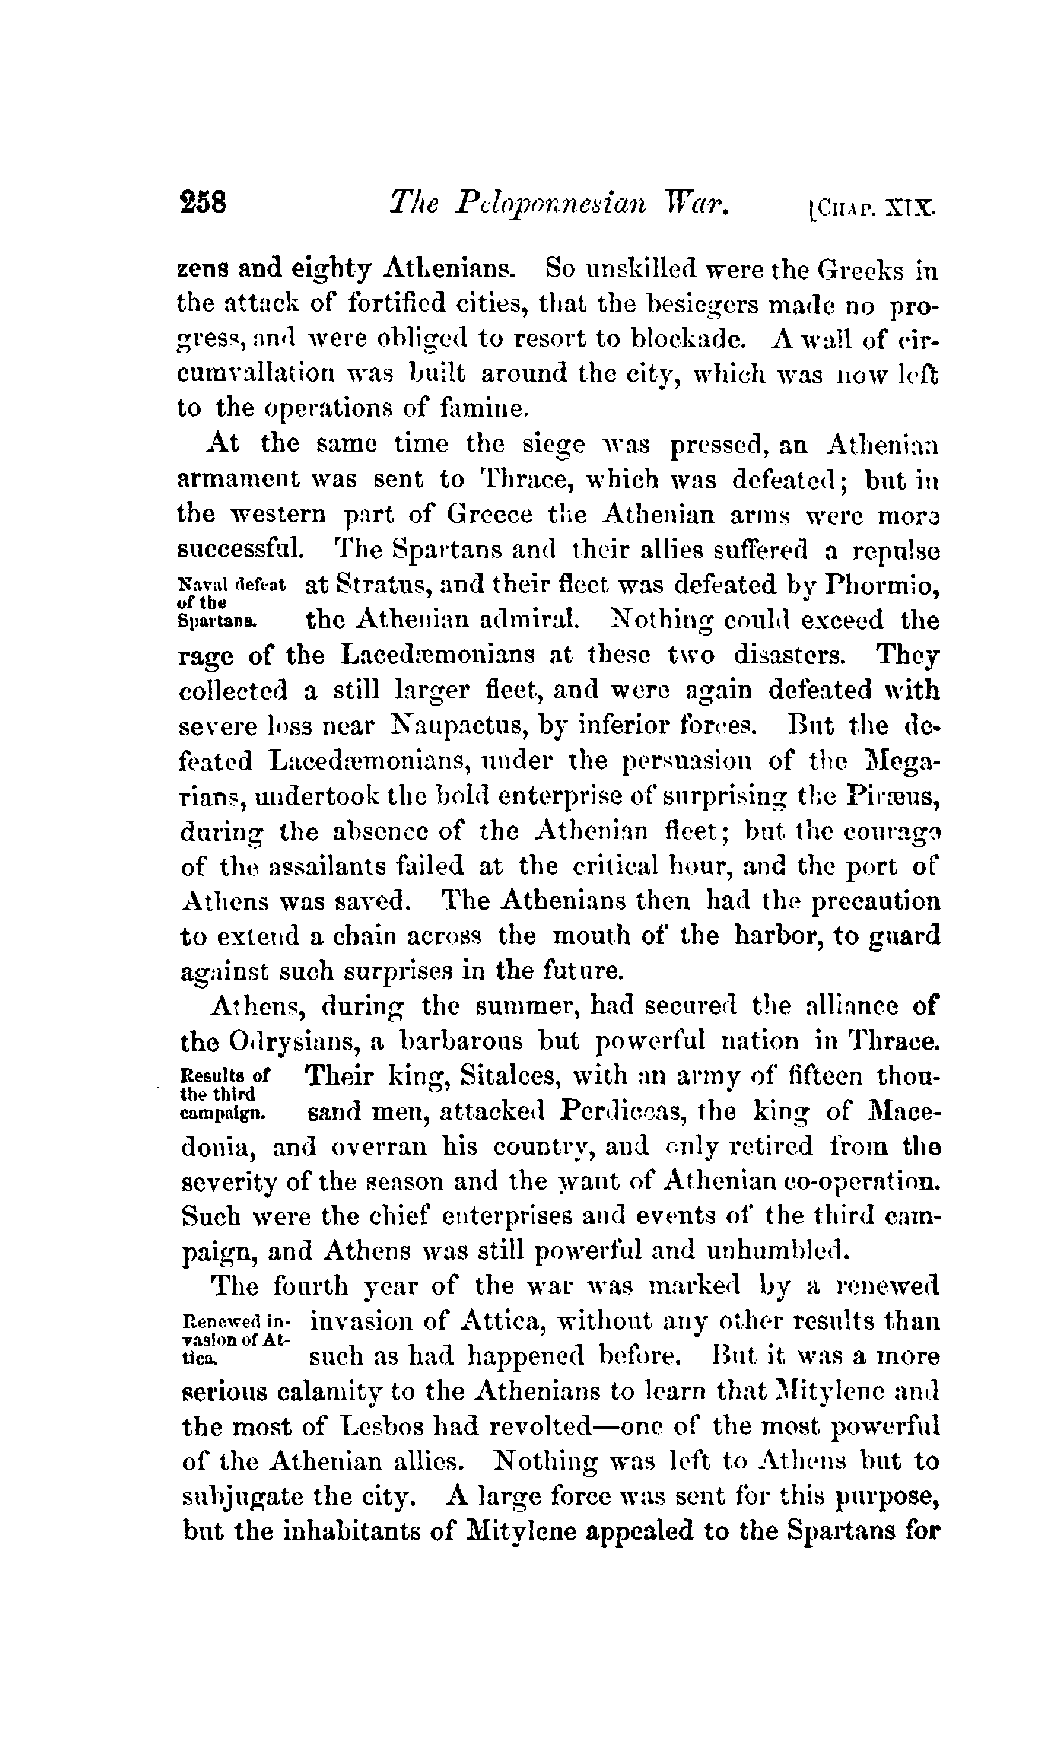 258 The Peloponnesian War. [CHAP. XIX.
zens and eighty Athenians. So unskilled were the Greeks in
the attack of fortified cities, that the besiegers made no pro-
gress, and were obliged to resort to blockade. A wall of cir-
cumvallation was built around the city, which was now left
to the operations of famine.
At the same time the siege was pressed, an Athenian
armament was sent to Thrace, which was defeated; but in
the western part of Greece the Athenian arms were more
successful. The Spartans and their allies suffered a repulse
Naval defeat of the Spartans.
at Stratus, and their fleet was defeated by Phormio,
the Athenian admiral. Nothing could exceed the
rage of the Lacedæmonians at these two disasters. They
collected a still larger fleet, and were again defeated with
severe loss near Naupactus, by inferior forces. But the de-
feated Lacedæmonians, under the persuasion of the Mega-
rians, undertook the bold enterprise of surprising the Piræus,
during the absence of the Athenian fleet; but the courage
of the assailants failed at the critical hour, and the port of
Athens was saved. The Athenians then had the precaution
to extend a chain across the mouth of the harbor, to guard
against such surprises in the future.
Athens, during the summer, had secured the alliance of
the Odrysians, a barbarous but powerful nation in Thrace.
Results of the third campaign.
Their king, Sitalces, with an army of fifteen thou-
sand men, attacked Perdiccas, the king of Mace-
donia, and overran his country, and only retired from the
severity of the season and the want of Athenian co-operation.
Such were the chief enterprises and events of the third cam-
paign, and Athens was still powerful and unhumbled.
The fourth year of the war was marked by a renewed
Renewed in-
vasion of At-
tica.
invasion of Attica, without any other results than
such as had happened before. But it was a more
serious calamity to the Athenians to learn that Mitylene and
the most of Lesbos had revolted—one of the most powerful
of the Athenian allies. Nothing was left to Athens but to
subjugate the city. A large force was sent for this purpose,
but the inhabitants of Mitylene appealed to the Spartans for